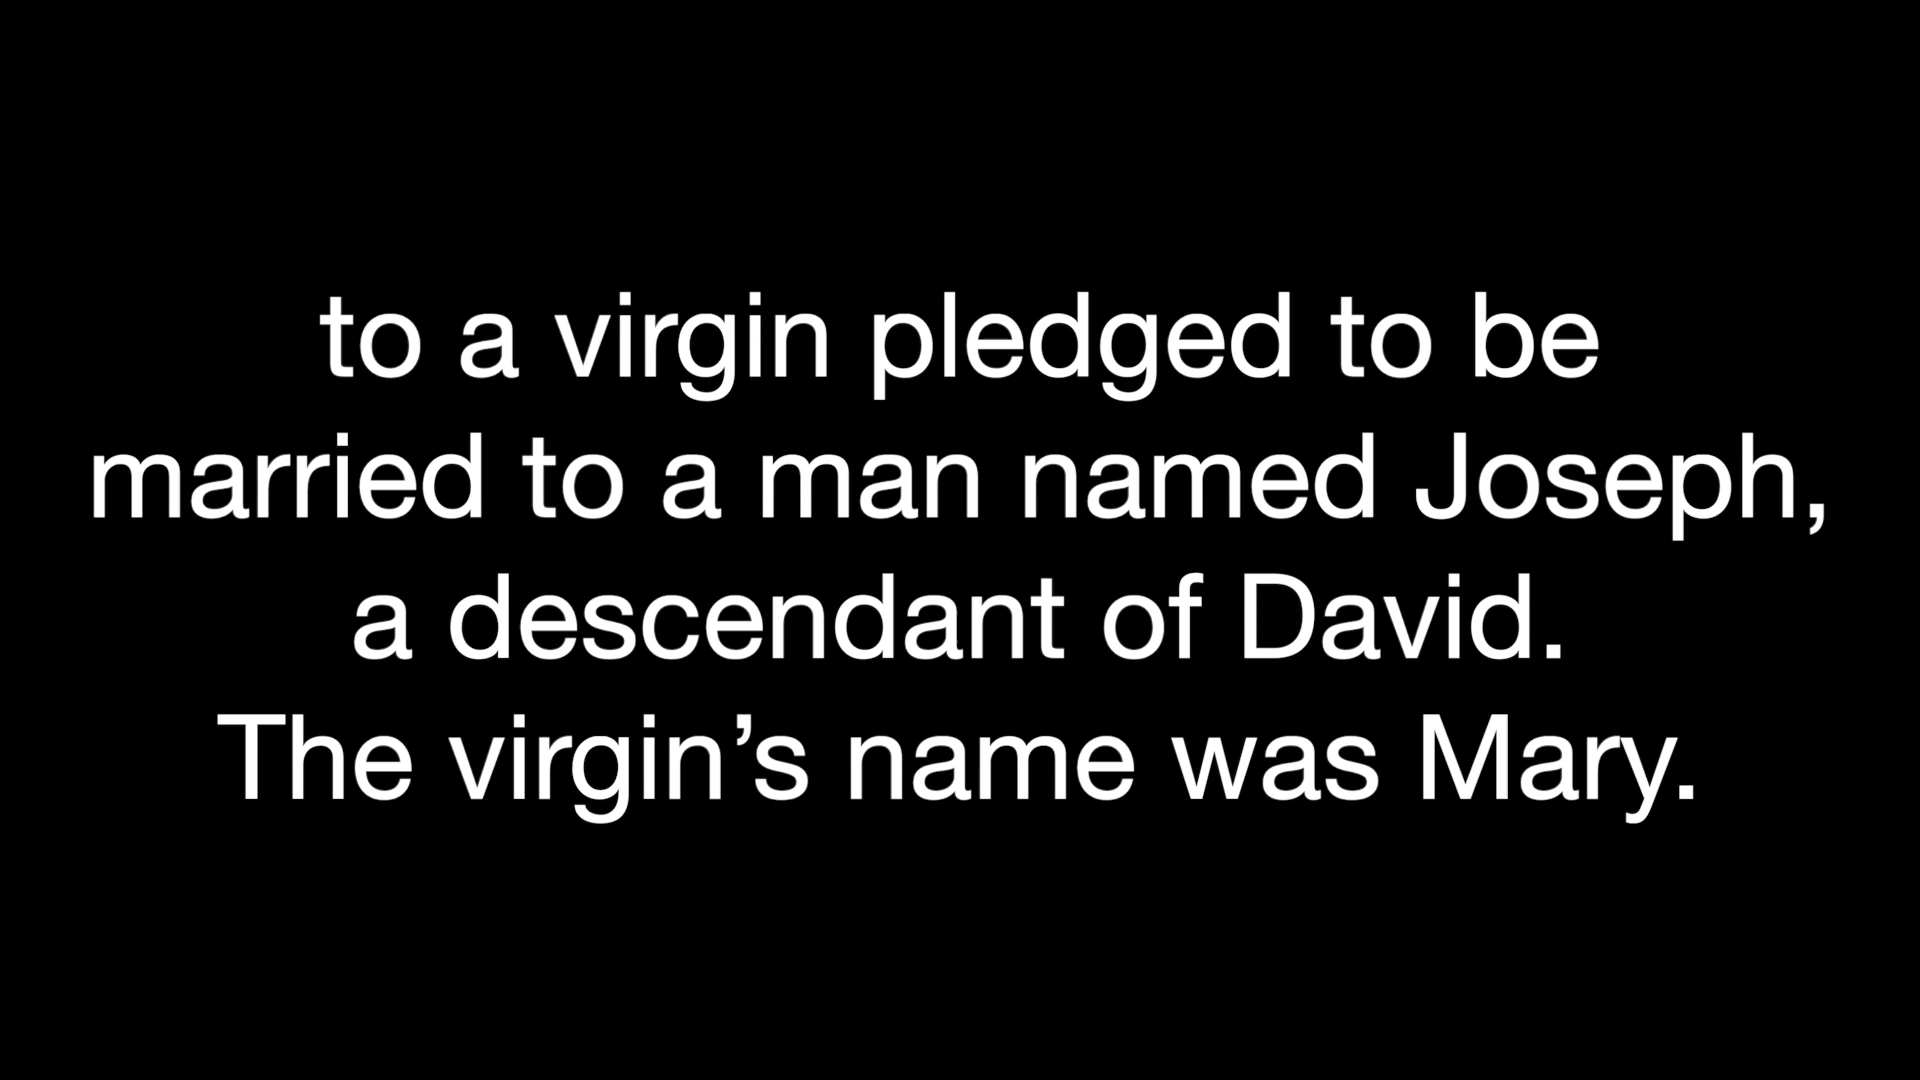 to a virgin pledged to be
married to a man named Joseph,
a descendant of David.
The virgin’s name was Mary.